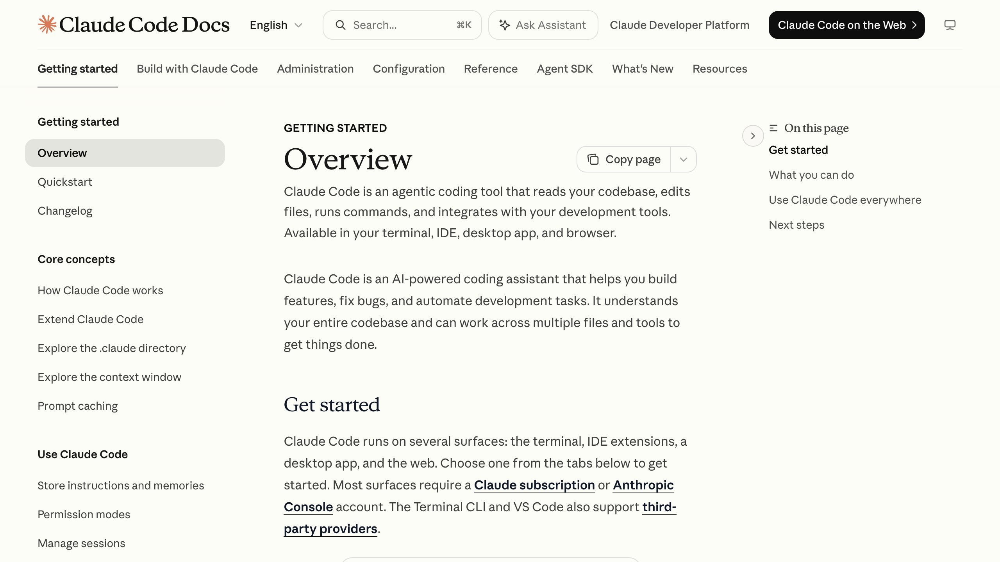 Claude Code Docs
English
Search...
⌘K
Ask Assistant
Claude Developer Platform
Claude Code on the Web
Getting started
Build with Claude Code
Administration
Configuration
Reference
Agent SDK
What's New
Resources
Getting started
Overview
Quickstart
Changelog
Core concepts
How Claude Code works
Extend Claude Code
Explore the .claude directory
Explore the context window
Prompt caching
Use Claude Code
Store instructions and memories
Permission modes
Manage sessions
GETTING STARTED
Overview
Copy page
Claude Code is an agentic coding tool that reads your codebase, edits
files, runs commands, and integrates with your development tools.
Available in your terminal, IDE, desktop app, and browser.
Claude Code is an AI-powered coding assistant that helps you build
features, fix bugs, and automate development tasks. It understands
your entire codebase and can work across multiple files and tools to
get things done.
Get started
Claude Code runs on several surfaces: the terminal, IDE extensions, a
desktop app, and the web. Choose one from the tabs below to get
started. Most surfaces require a Claude subscription or Anthropic
Console account. The Terminal CLI and VS Code also support third-
party providers.
On this page
Get started
What you can do
Use Claude Code everywhere
Next steps